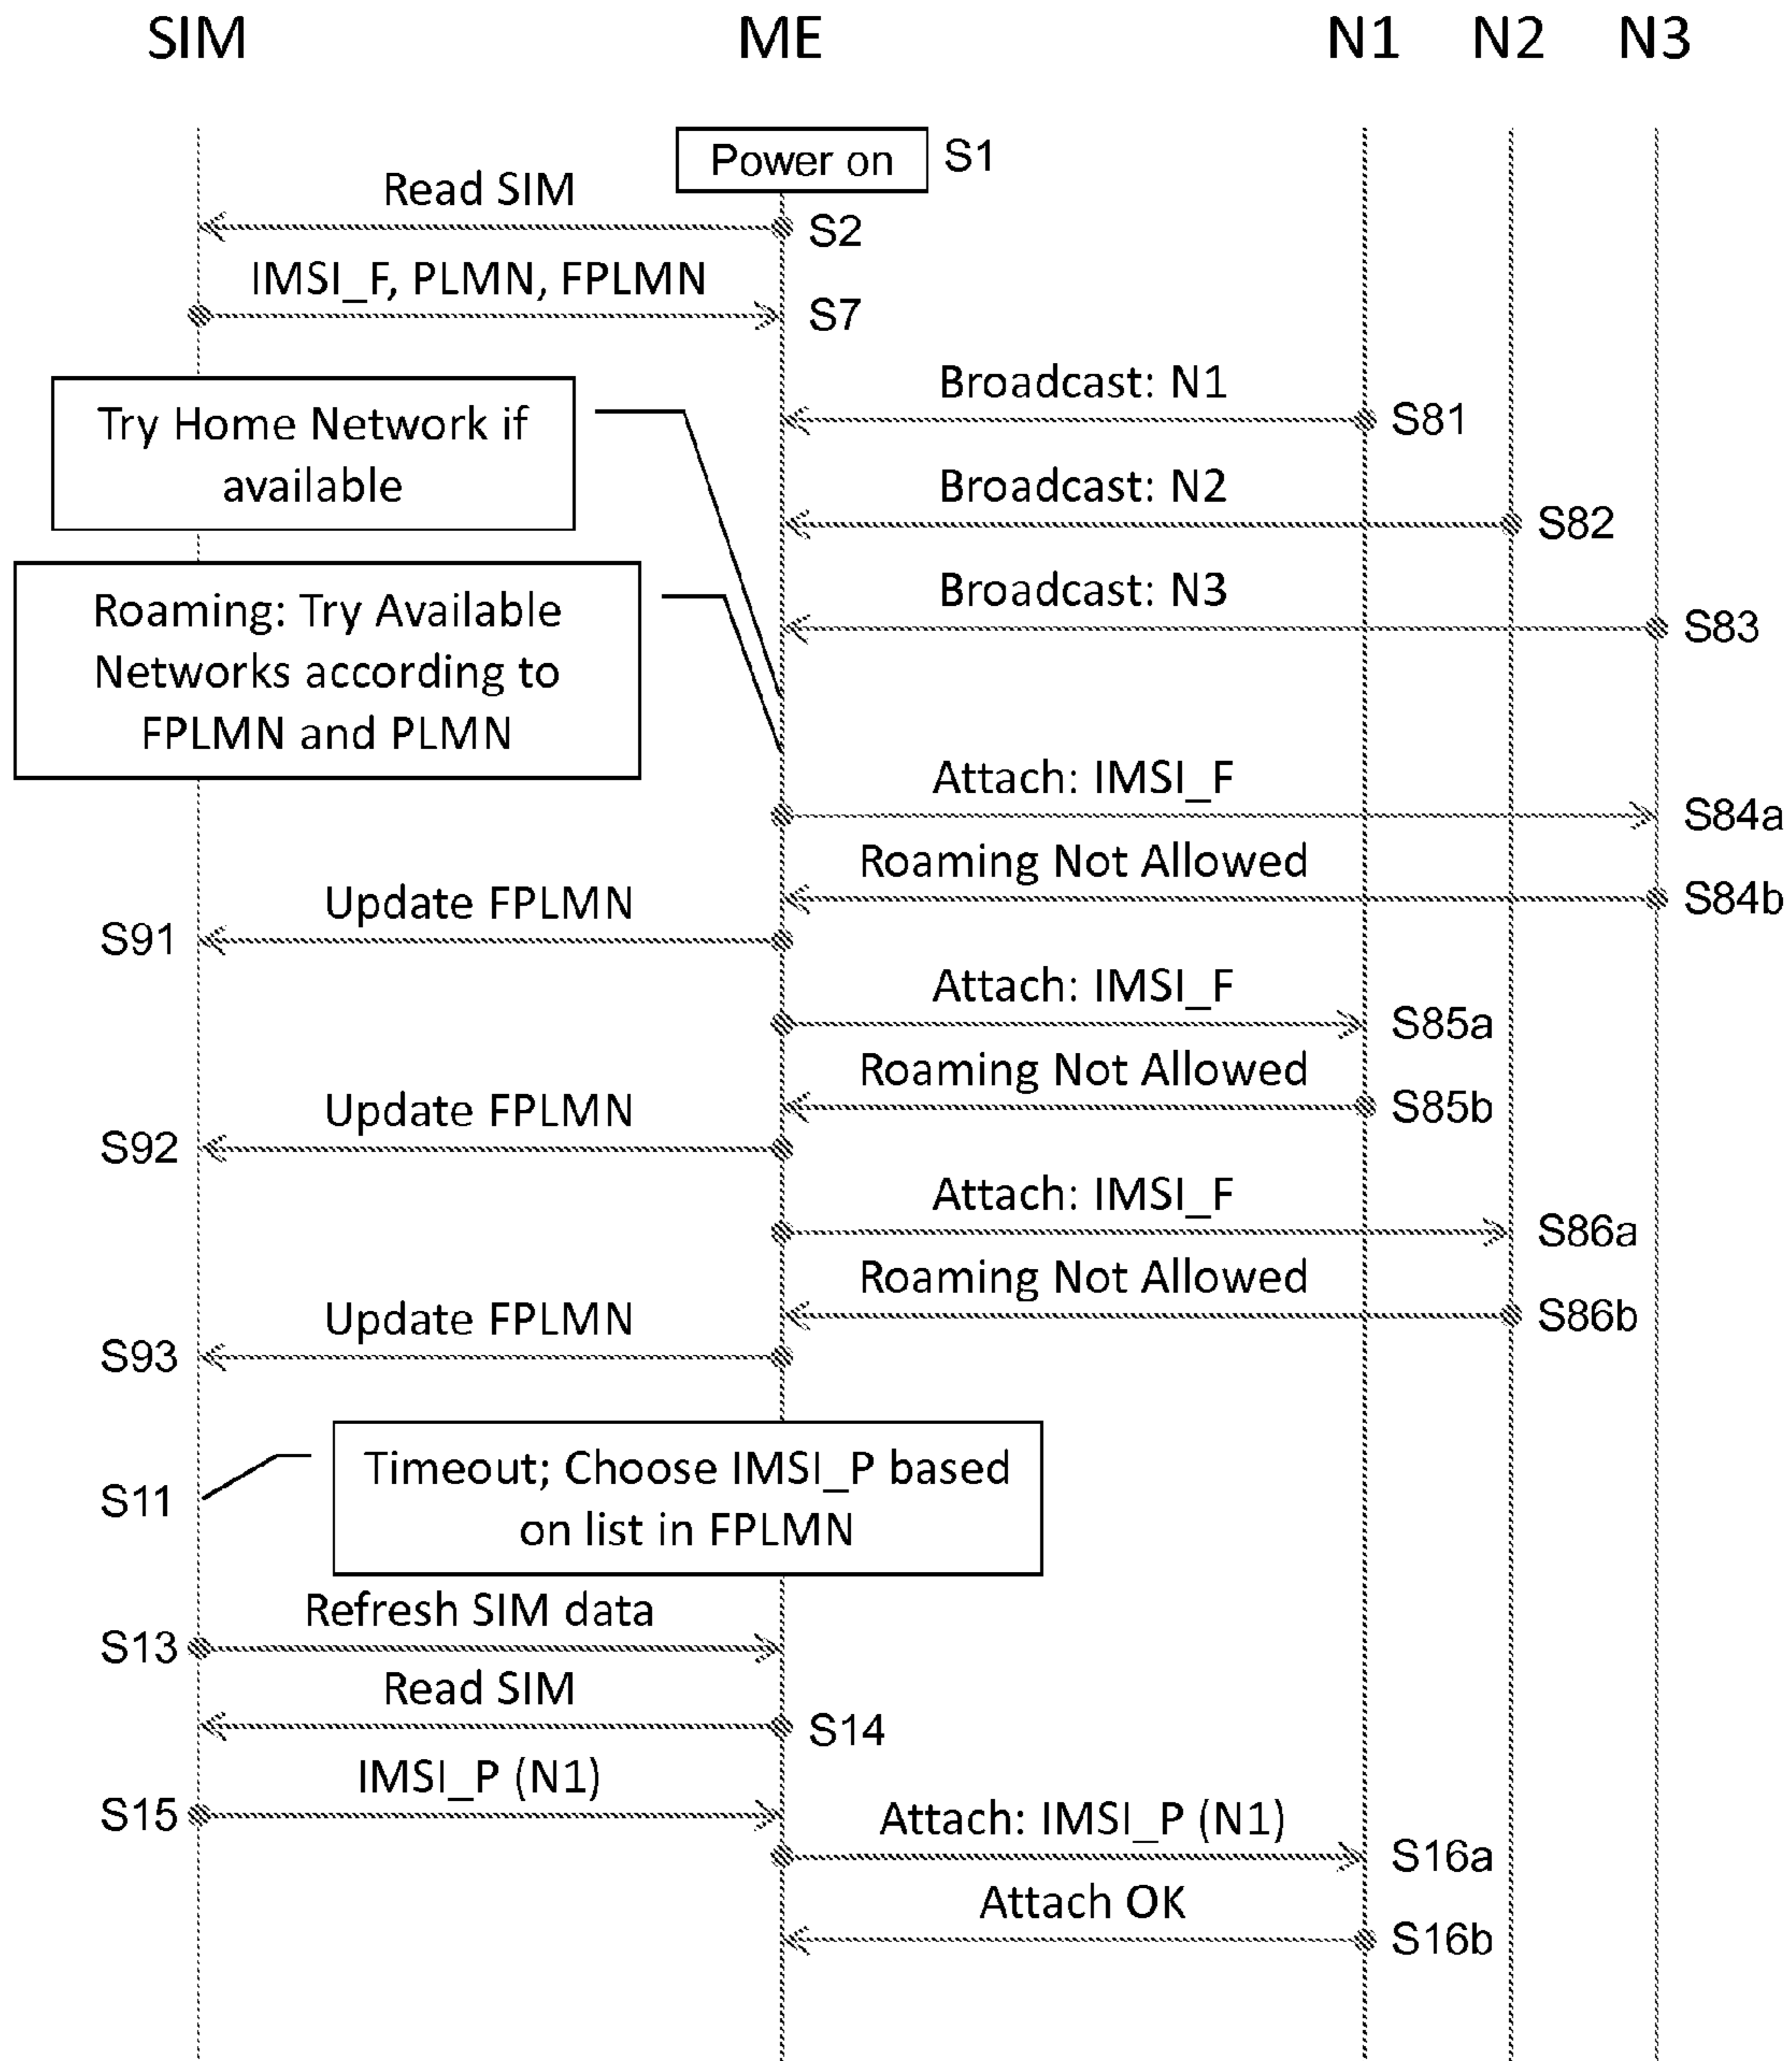 SIM ME N1 N2 N3
Power on S1
Read SIM
S2
IMSI_F, PLMN, FPLMN
S7
Broadcast: N1
S81
Try Home Network if
available
Broadcast: N2
S82
Broadcast: N3
S83
Roaming: Try Available
Networks according to
FPLMN and PLMN
Attach: IMSI_F
S84a
Roaming Not Allowed
S84b
Update FPLMN
S91
Attach: IMSI_F
S85a
Roaming Not Allowed
S85b
Update FPLMN
S92
Attach: IMSI_F
S86a
Roaming Not Allowed
S86b
Update FPLMN
S93
Timeout; Choose IMSI_P based
on list in FPLMN
S11
Refresh SIM data
S13
Read SIM
S14
IMSI_P (N1)
S15
Attach: IMSI_P (N1)
S16a
Attach OK
S16b